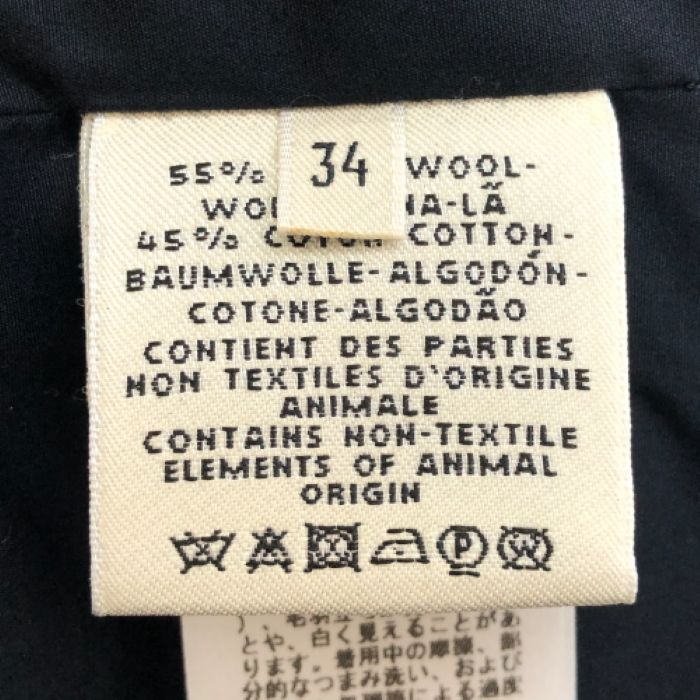 34
55% WOOL-
-LÃ
45% COTON COTTON-
BAUMWOLLE-ALGODÓN-
COTONE-ALGODÃO
CONTIENT DES PARTIES
NON TEXTILES D'ORIGINE
ANIMALE
CONTAINS NON-TEXTILE
ELEMENTS OF ANIMAL
ORIGIN
P W
とや、白く見えることがあ
ります。着用中の摩擦、部
分的なつまみ洗い、および